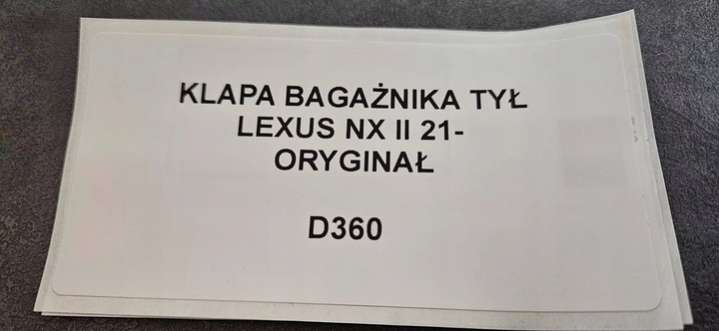 KLAPA BAGAŻNIKA TYŁ
LEXUS NX II 21-
ORYGINAŁ
D360